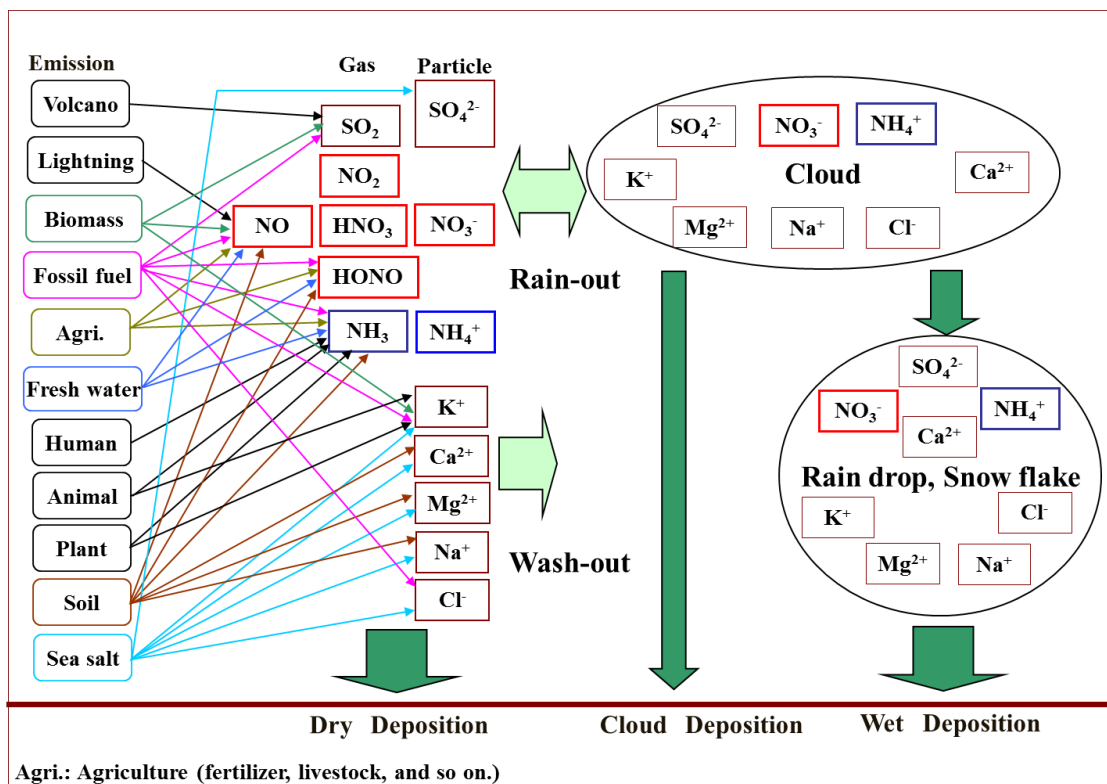 Emission
Gas
Particle
Volcano
Lightning
Biomass
Fossil fuel
Agri.
Fresh water
Human
Animal
Plant
Soil
Sea salt
SO₂
SO₄²⁻
NO₂
NO
HNO₃
NO₃⁻
HONO
NH₃
NH₄⁺
K⁺
Ca²⁺
Mg²⁺
Na⁺
Cl⁻
Rain-out
Wash-out
SO₄²⁻
NO₃⁻
NH₄⁺
K⁺
Cloud
Ca²⁺
Mg²⁺
Na⁺
Cl⁻
SO₄²⁻
NO₃⁻
NH₄⁺
Ca²⁺
Rain drop, Snow flake
K⁺
Cl⁻
Mg²⁺
Na⁺
Dry Deposition
Cloud Deposition
Wet Deposition
Agri.: Agriculture (fertilizer, livestock, and so on.)